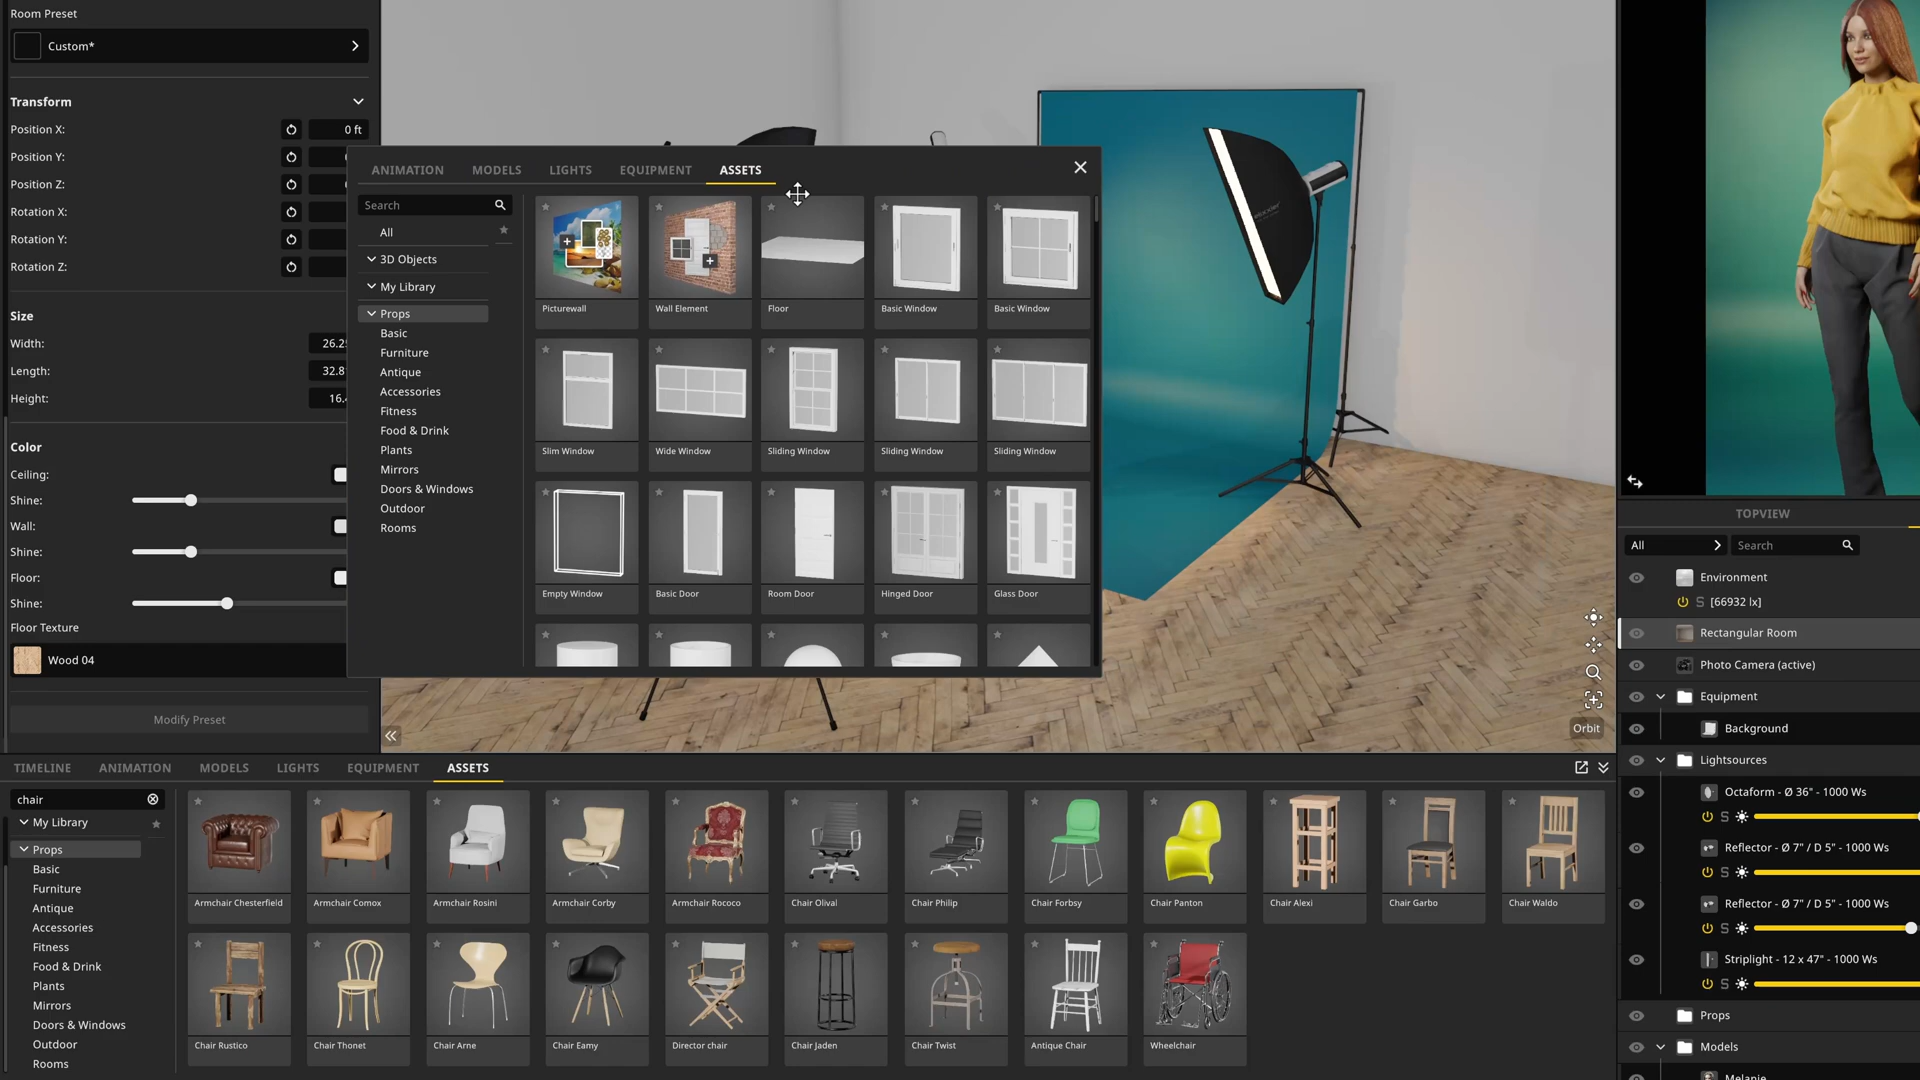 Room Preset
Custom*
Transform
Position X:
0 ft
Position Y:
Position Z:
Rotation X:
Rotation Y:
Rotation Z:
Size
Width:
26.2
Length:
32.8
Height:
16.
Color
Ceiling:
Shine:
Wall:
Shine:
Floor:
Shine:
Floor Texture
Wood 04
Modify Preset
ANIMATION MODELS LIGHTS EQUIPMENT ASSETS
Search
All
3D Objects
My Library
Props
Basic
Furniture
Antique
Accessories
Fitness
Food & Drink
Plants
Mirrors
Doors & Windows
Outdoor
Rooms
Picturewall Wall Element Floor Basic Window Basic Window
Slim Window Wide Window Sliding Window Sliding Window Sliding Window
Empty Window Basic Door Room Door Hinged Door Glass Door
Orbit
TOPVIEW
All
Search
Environment
S [66932 lx]
Rectangular Room
Photo Camera (active)
Equipment
Background
Lightsources
Octaform - Ø 36" - 1000 Ws
S
Reflector - Ø 7" / D 5" - 1000 Ws
S
Reflector - Ø 7" / D 5" - 1000 Ws
S
Striplight - 12 x 47" - 1000 Ws
S
Props
Models
Melanie
TIMELINE ANIMATION MODELS LIGHTS EQUIPMENT ASSETS
chair
My Library
Props
Basic
Furniture
Antique
Accessories
Fitness
Food & Drink
Plants
Mirrors
Doors & Windows
Outdoor
Rooms
Armchair Chesterfield Armchair Comox Armchair Rosini Armchair Corby Armchair Rococo Chair Olival Chair Philip Chair Forbsy Chair Panton Chair Alexi Chair Garbo Chair Waldo
Chair Rustico Chair Thonet Chair Arne Chair Eamy Director chair Chair Jaden Chair Twist Antique Chair Wheelchair